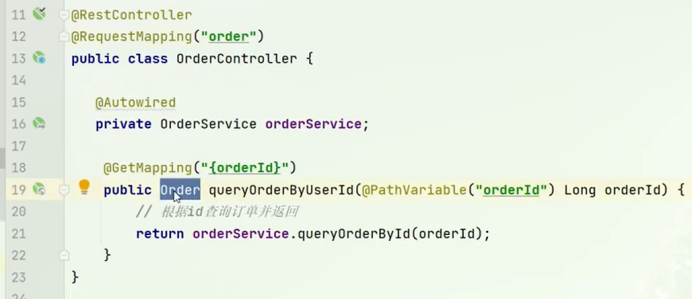 11 @RestController
12 @RequestMapping("order")
13 public class OrderController {
14
15 @Autowired
16 private OrderService orderService;
17
18 @GetMapping("{orderId}")
19 public Order queryOrderByUserId(@PathVariable("orderId") Long orderId) {
20 // 根据id查询订单并返回
21 return orderService.queryOrderById(orderId);
22 }
23 }